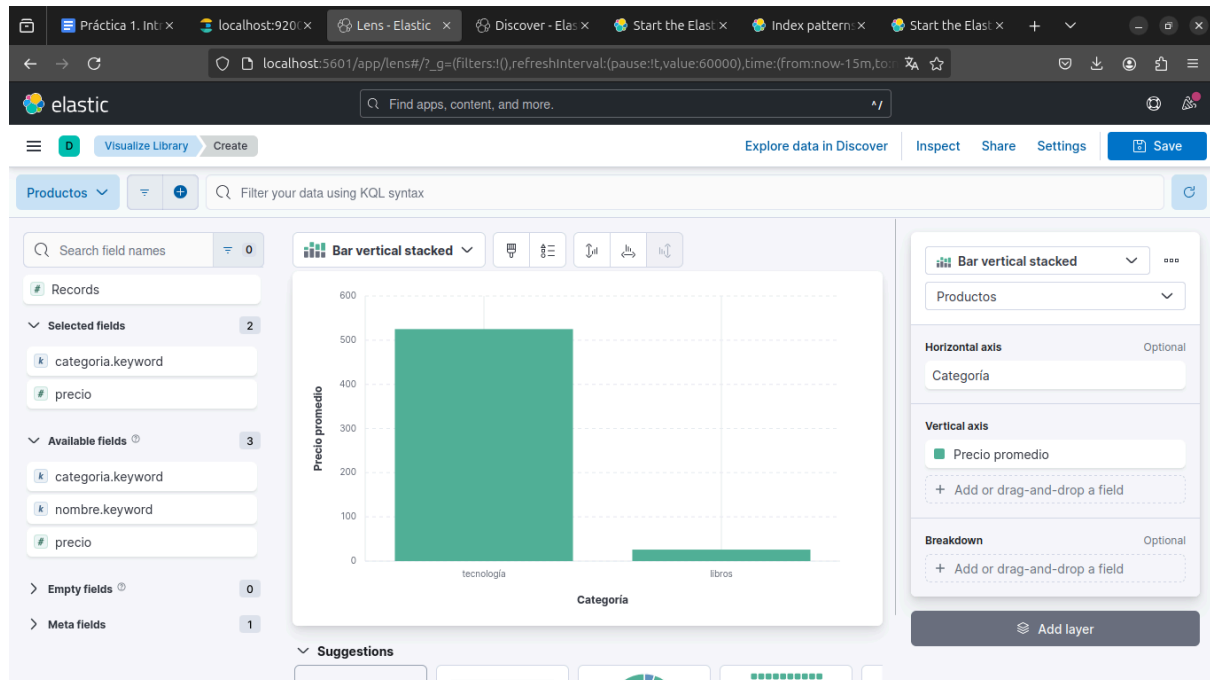 Práctica 1. Intr
localhost:9200
Lens - Elastic
Discover - Elas
Start the Elast
Index patterns
Start the Elast
localhost:5601/app/lens#/?_g=(filters:!(),refreshInterval:(pause:!t,value:60000),time:(from:now-15m,to:
elastic
Find apps, content, and more.
^/
D
Visualize Library
Create
Explore data in Discover
Inspect
Share
Settings
Save
Productos
Filter your data using KQL syntax
Search field names
0
# Records
Selected fields
2
k categoria.keyword
# precio
Available fields
3
k categoria.keyword
k nombre.keyword
# precio
Empty fields
0
Meta fields
1
Bar vertical stacked
600
500
400
300
200
100
0
Precio promedio
tecnología
libros
Categoría
Suggestions
Bar vertical stacked
Productos
Horizontal axis
Optional
Categoría
Vertical axis
Precio promedio
+ Add or drag-and-drop a field
Breakdown
Optional
+ Add or drag-and-drop a field
Add layer